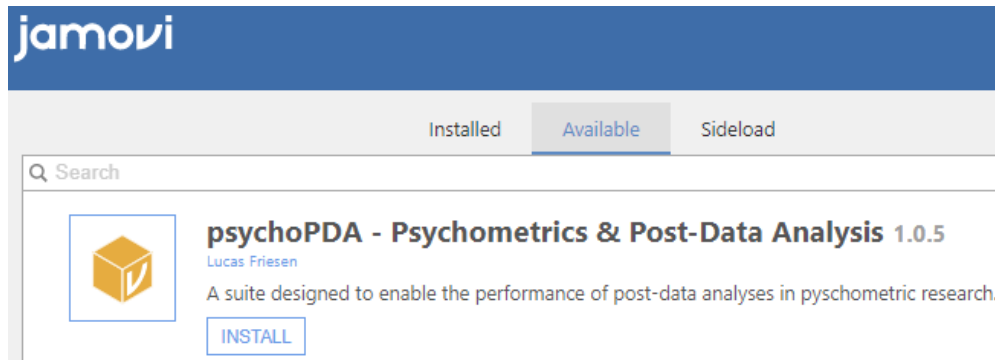 jamovi
Installed Available Sideload
Search
psychoPDA - Psychometrics & Post-Data Analysis 1.0.5
Lucas Friesen
A suite designed to enable the performance of post-data analyses in pyschometric research.
INSTALL